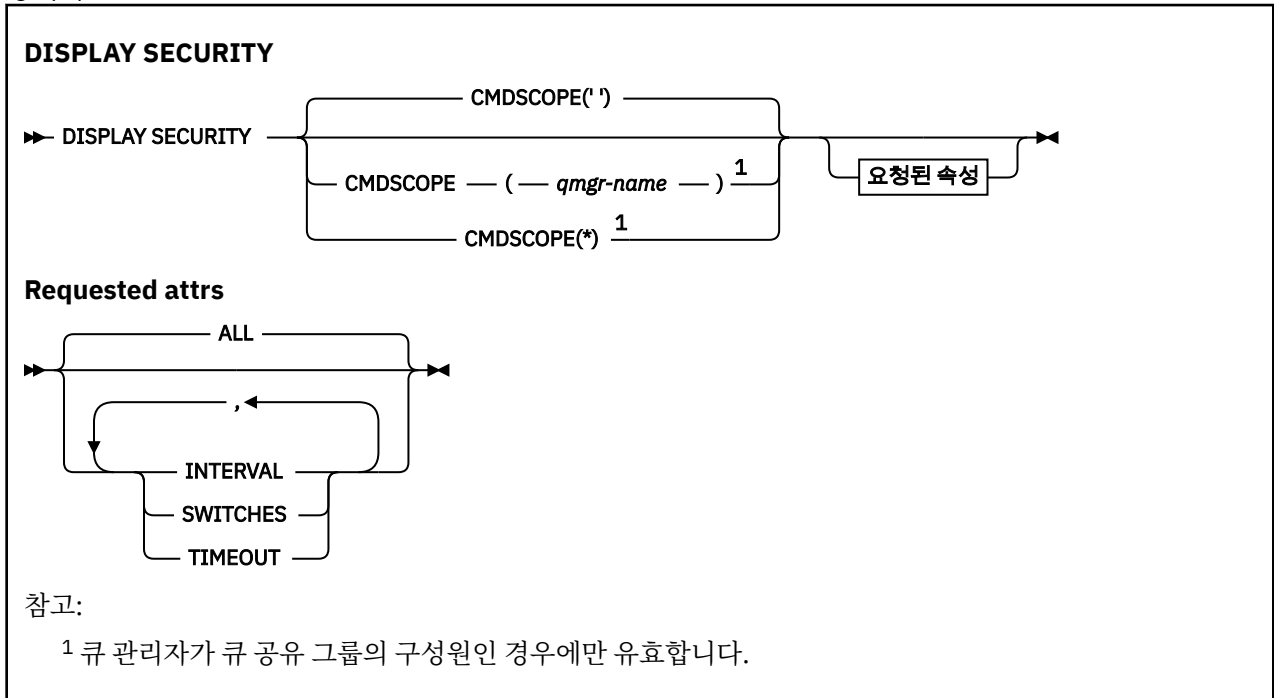 DISPLAY SECURITY
CMDSCOPE(' ')
DISPLAY SECURITY
CMDSCOPE — ( — qmgr-name — ) 1
요청된 속성
CMDSCOPE(*) 1
Requested attrs
ALL
,
INTERVAL
SWITCHES
TIMEOUT
참고:
1 큐 관리자가 큐 공유 그룹의 구성원인 경우에만 유효합니다.